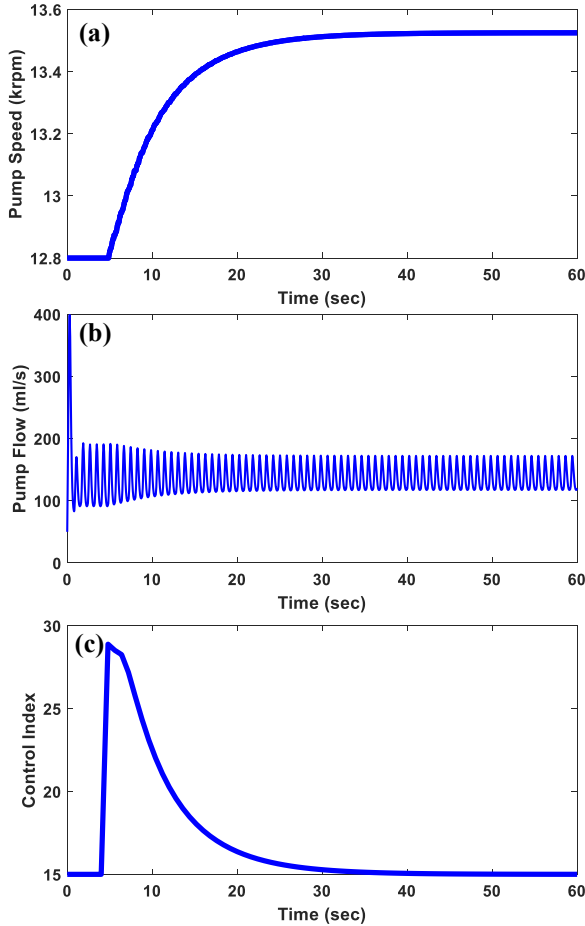 (a)
Pump Speed (krpm)
13.6
13.4
13.2
13
12.8
0 10 20 30 40 50 60
Time (sec)
(b)
Pump Flow (ml/s)
400
300
200
100
0
0 10 20 30 40 50 60
Time (sec)
(c)
Control Index
30
25
20
15
0 10 20 30 40 50 60
Time (sec)